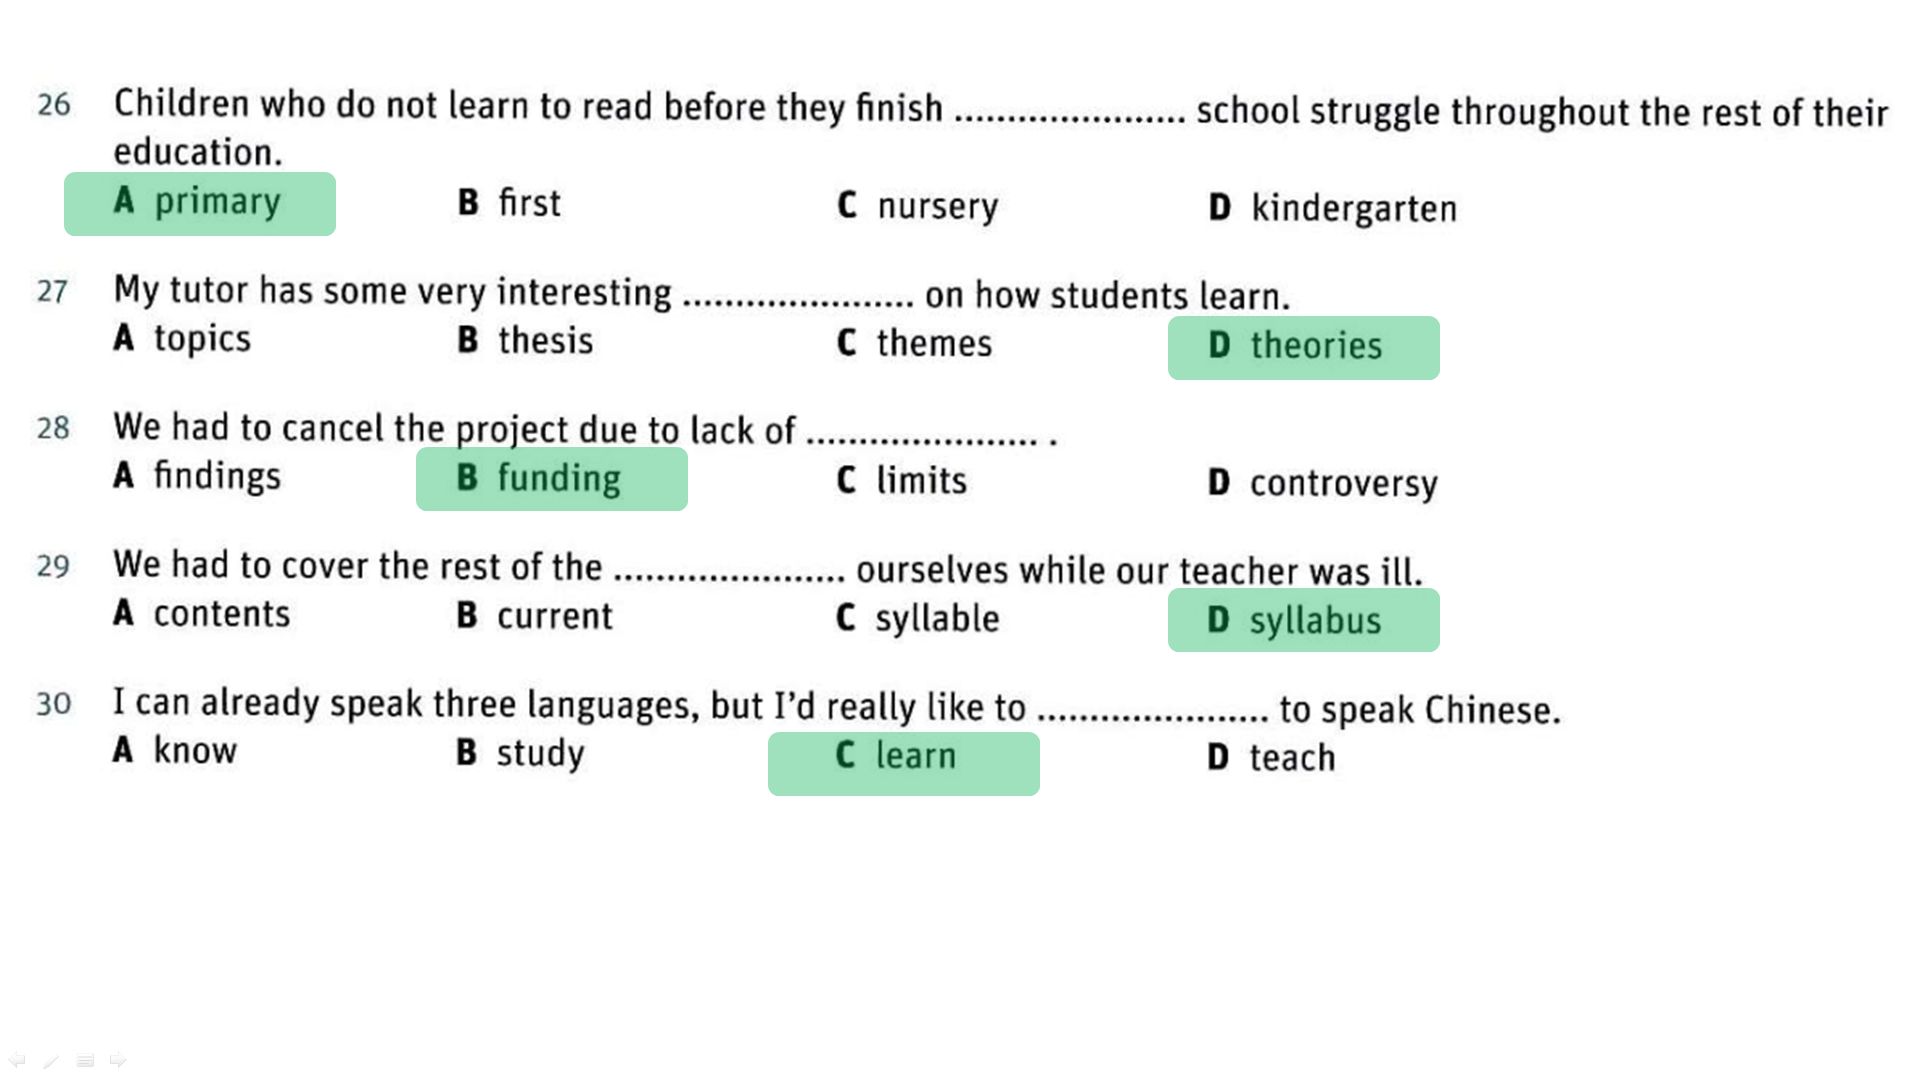 26 Children who do not learn to read before they finish ...................... school struggle throughout the rest of their
education.
A primary B first C nursery D kindergarten
27 My tutor has some very interesting ...................... on how students learn.
A topics B thesis C themes D theories
28 We had to cancel the project due to lack of ...................... .
A findings B funding C limits D controversy
29 We had to cover the rest of the ...................... ourselves while our teacher was ill.
A contents B current C syllable D syllabus
30 I can already speak three languages, but I'd really like to ...................... to speak Chinese.
A know B study C learn D teach